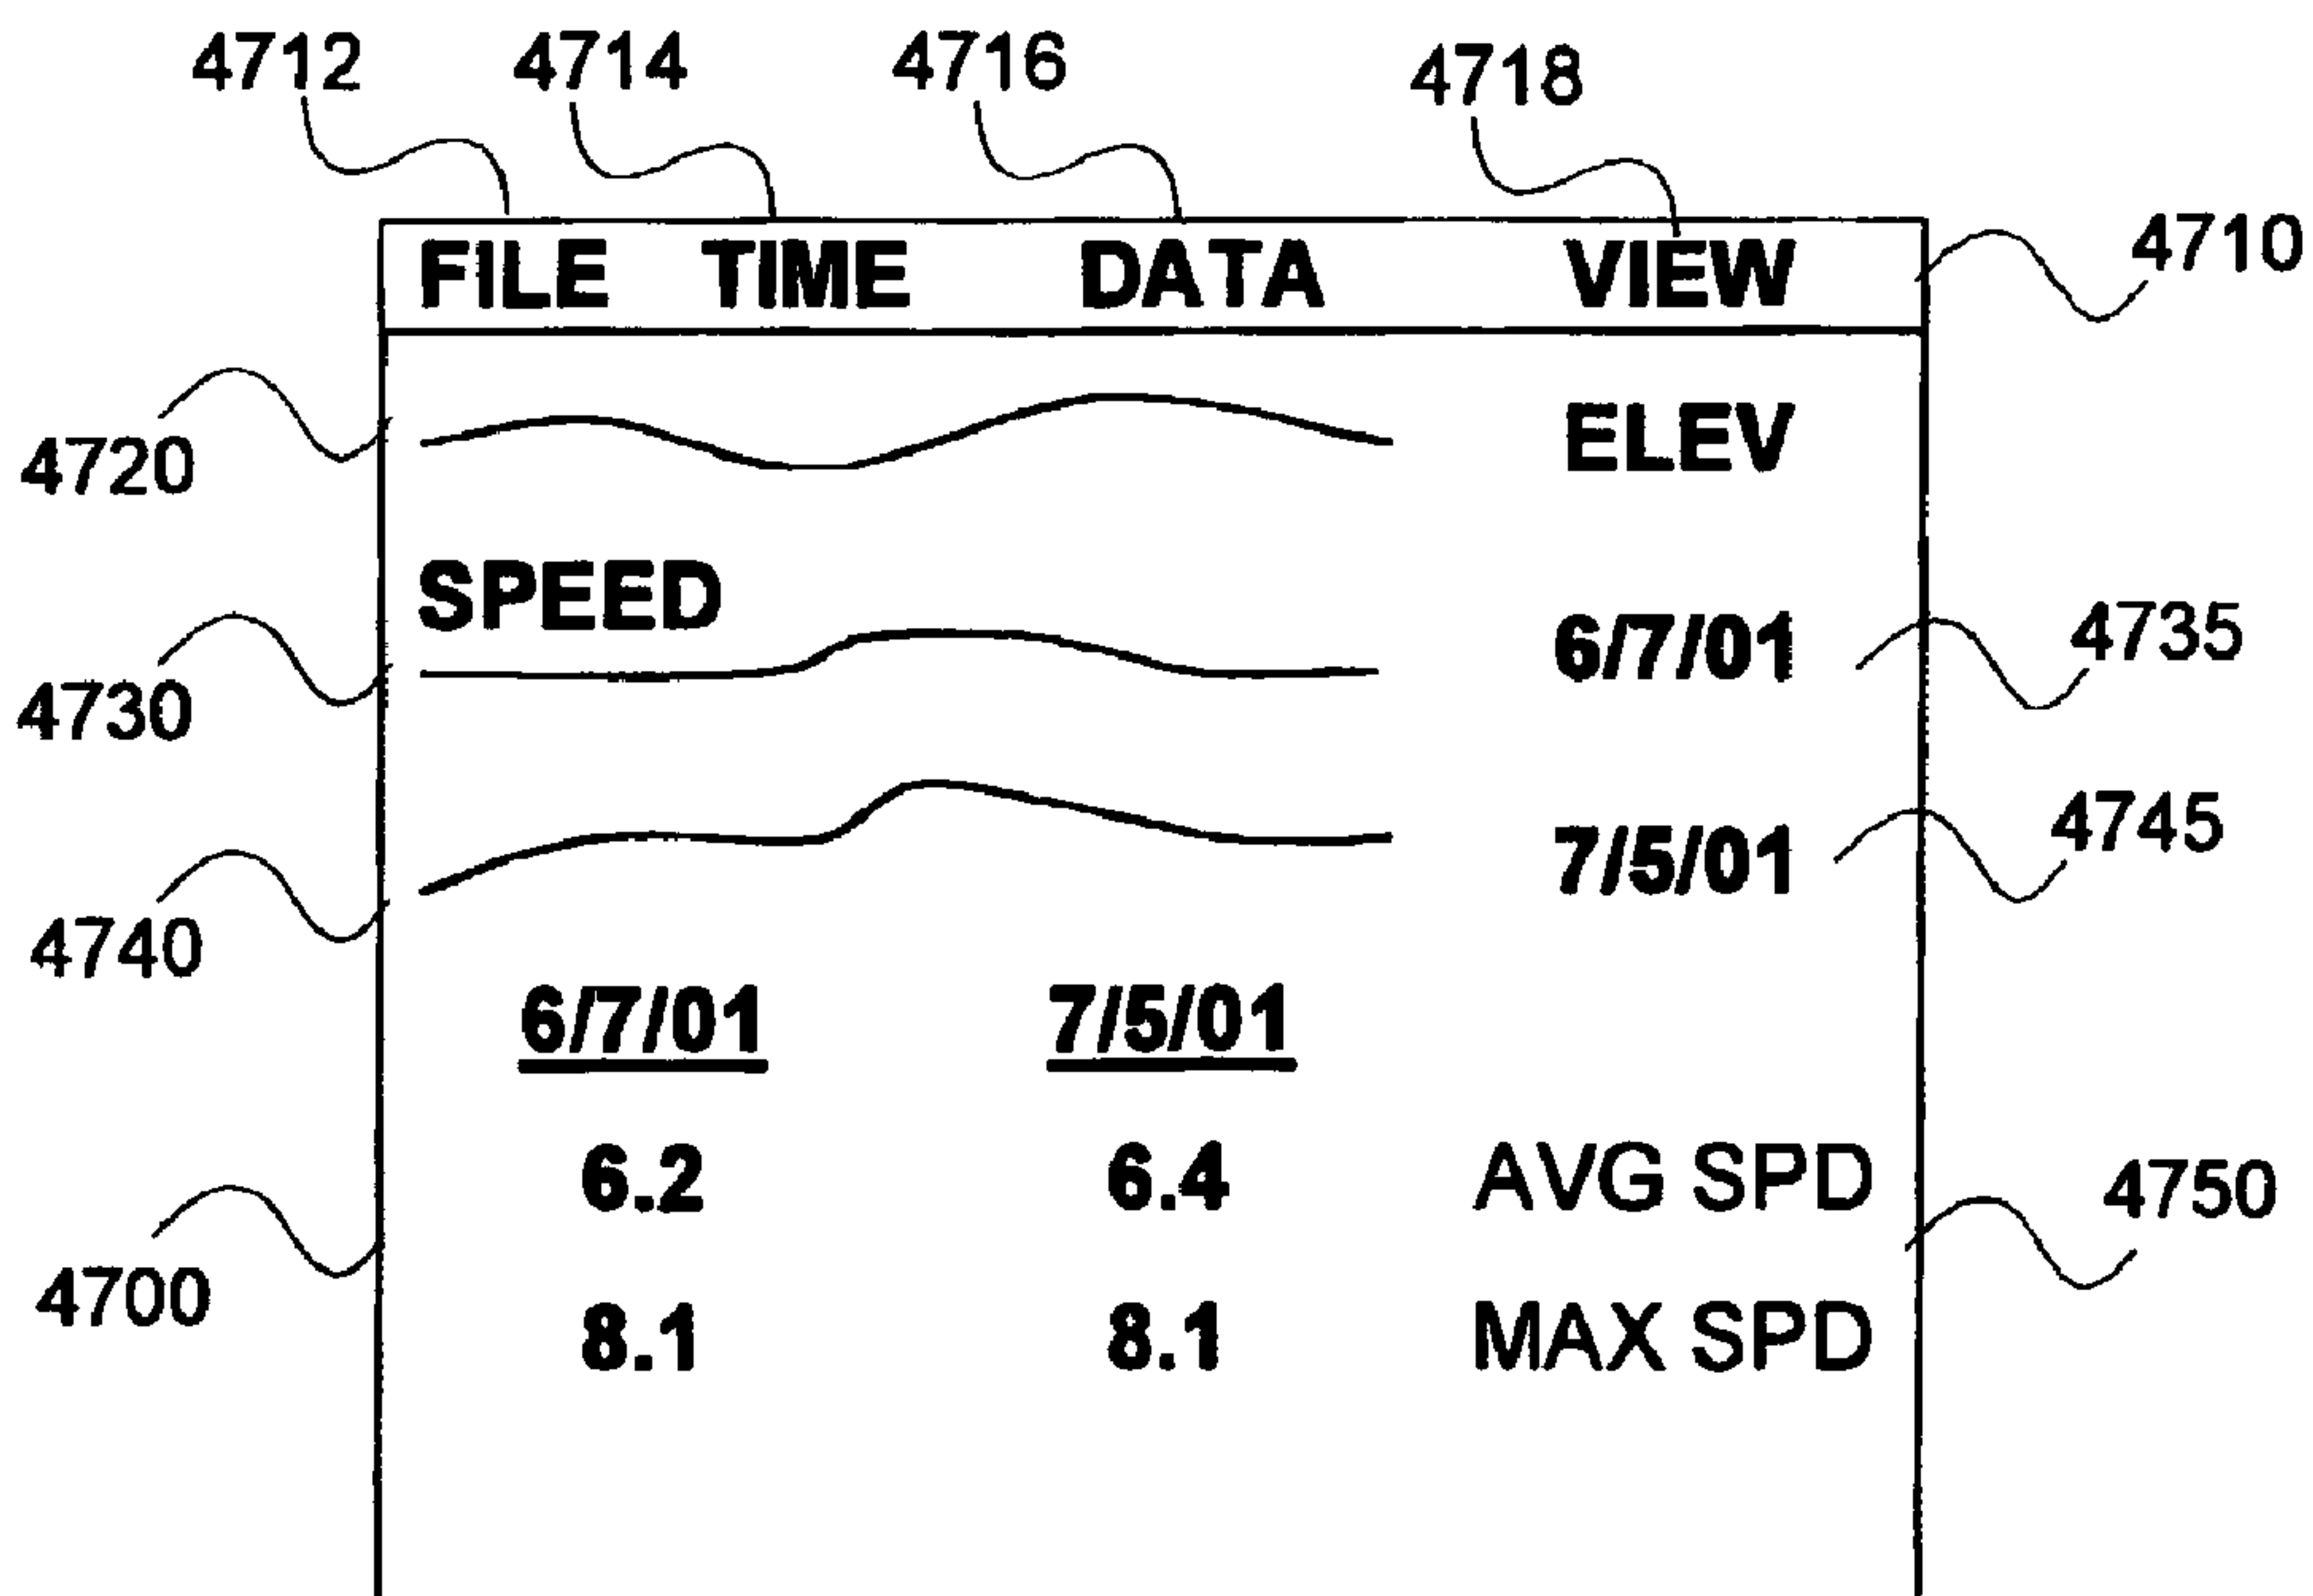 4712 4714 4716 4718
4710
FILE TIME DATA VIEW
ELEV
4720
SPEED
6/7/01 4735
4730
4745
7/5/01
4740
6/7/01 7/5/01
6.2 6.4 AVG SPD
4750
4700
8.1 8.1 MAX SPD